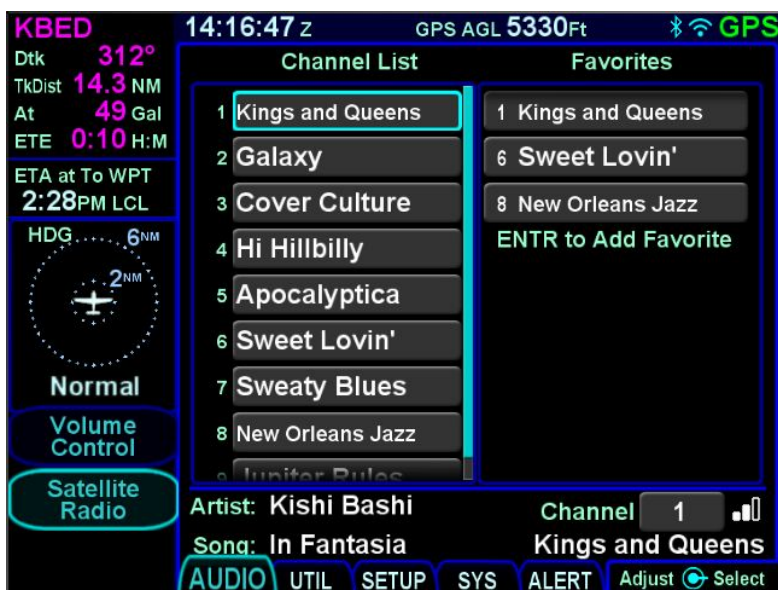 KBED
14:16:47 Z GPS AGL 5330Ft GPS
Dtk 312°
TkDist 14.3 NM
At 49 Gal
ETE 0:10 H:M
ETA at To WPT
2:28PM LCL
HDG 6NM
2NM
Normal
Volume
Control
Satellite
Radio
Channel List
1 Kings and Queens
2 Galaxy
3 Cover Culture
4 Hi Hillbilly
5 Apocalyptica
6 Sweet Lovin'
7 Sweaty Blues
8 New Orleans Jazz
9 Jupiter Rules
Favorites
1 Kings and Queens
6 Sweet Lovin'
8 New Orleans Jazz
ENTR to Add Favorite
Artist: Kishi Bashi
Channel 1
Song: In Fantasia
Kings and Queens
AUDIO UTIL SETUP SYS ALERT Adjust Select